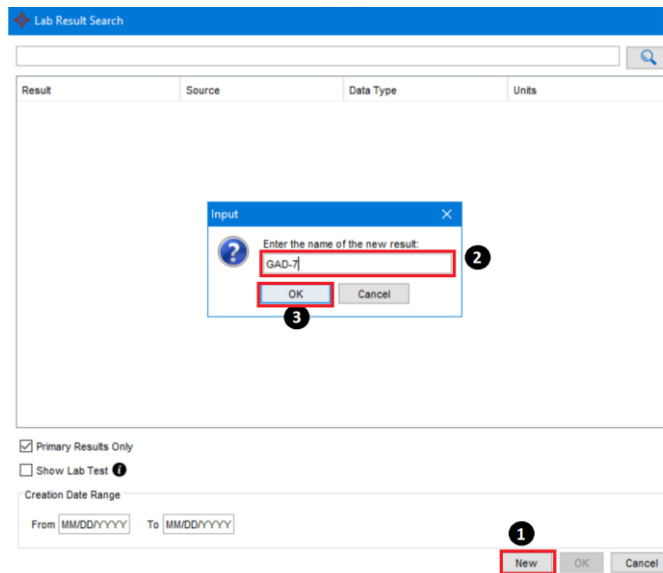 Lab Result Search
Result Source Data Type Units
Input
Enter the name of the new result:
GAD-7
2
OK Cancel
3
Primary Results Only
Show Lab Test i
Creation Date Range
From MM/DD/YYYY To MM/DD/YYYY
1
New OK Cancel